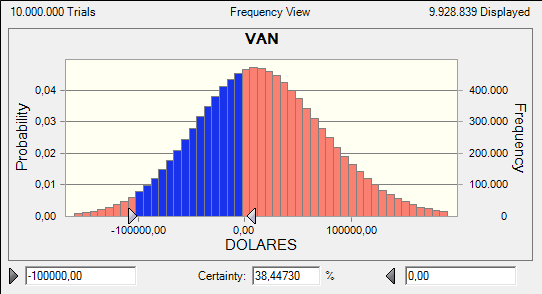 10.000.000 Trials Frequency View 9.928.839 Displayed
VAN
0,04 400.000
0,03 300.000
0,02 200.000
0,01 100.000
0,00 0
Probability
Frequency
-100000,00 0,00 100000,00
DOLARES
-100000,00 Certainty: 38,44730 % 0,00